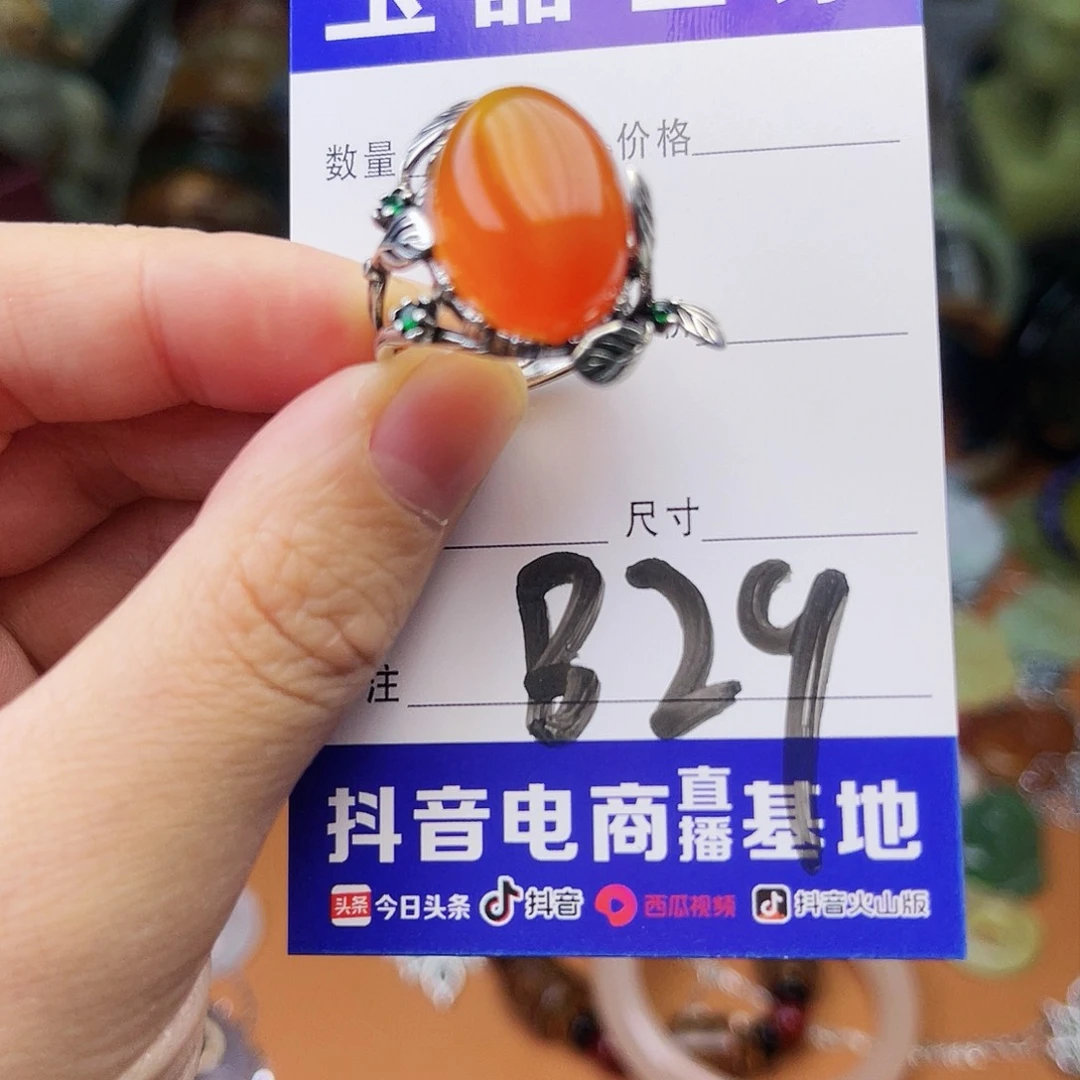 数量 价格
尺寸
注
B29
抖音电商直播基地
头条 今日头条 抖音 西瓜视频 抖音火山版